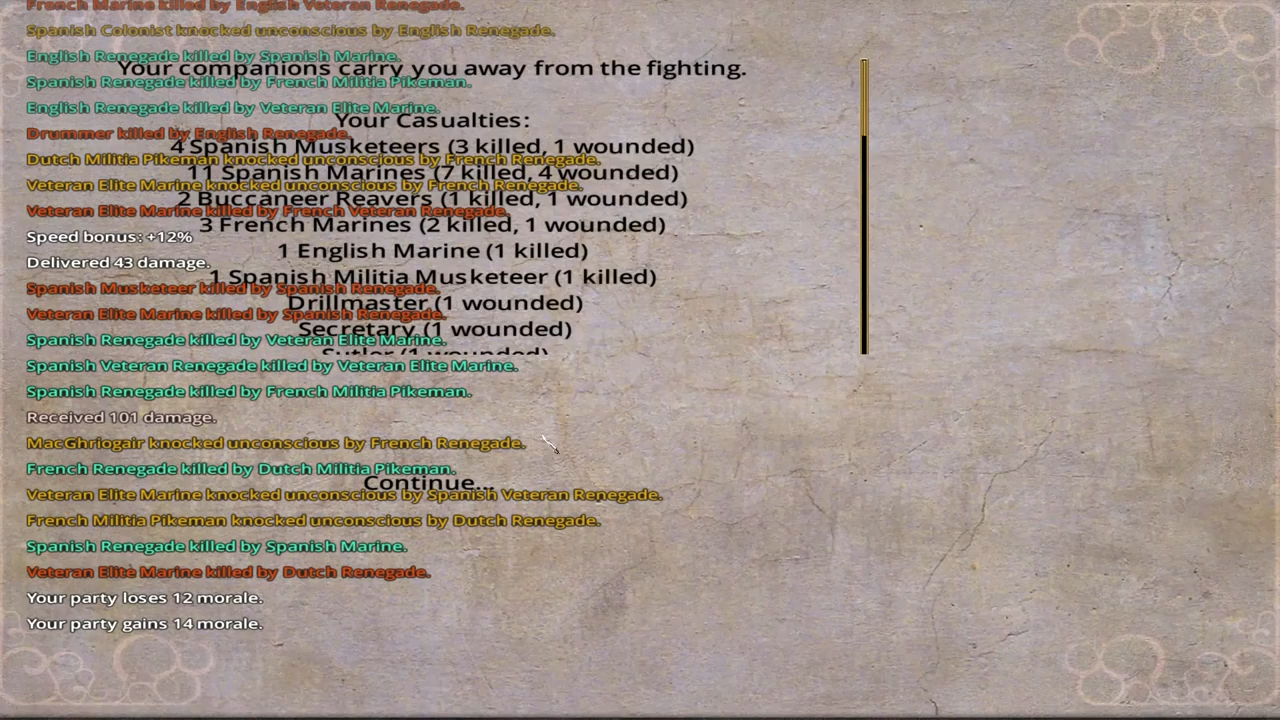 French Marine killed by English Veteran Renegade.
Spanish Colonist knocked unconscious by English Renegade.
English Renegade killed by Spanish Marine.
Your companions carry you away from the fighting.
Spanish Renegade killed by French Militia Pikeman.
English Renegade killed by Veteran Elite Marine.
Your Casualties:
Drummer killed by English Renegade.
4 Spanish Musketeers (3 killed, 1 wounded)
Dutch Militia Pikeman knocked unconscious by French Renegade.
11 Spanish Marines (7 killed, 4 wounded)
Veteran Elite Marine knocked unconscious by French Renegade.
2 Buccaneer Reavers (1 killed, 1 wounded)
Veteran Elite Marine killed by French Veteran Renegade.
3 French Marines (2 killed, 1 wounded)
Speed bonus: +12%
1 English Marine (1 killed)
Delivered 43 damage.
1 Spanish Militia Musketeer (1 killed)
Spanish Musketeer killed by Spanish Renegade.
Drillmaster (1 wounded)
Veteran Elite Marine killed by Spanish Renegade.
Secretary (1 wounded)
Spanish Renegade killed by Veteran Elite Marine.
Sutler (1 wounded)
Spanish Veteran Renegade killed by Veteran Elite Marine.
Spanish Renegade killed by French Militia Pikeman.
Received 101 damage.
MacGhriogair knocked unconscious by French Renegade.
French Renegade killed by Dutch Militia Pikeman.
Continue...
Veteran Elite Marine knocked unconscious by Spanish Veteran Renegade.
French Militia Pikeman knocked unconscious by Dutch Renegade.
Spanish Renegade killed by Spanish Marine.
Veteran Elite Marine killed by Dutch Renegade.
Your party loses 12 morale.
Your party gains 14 morale.